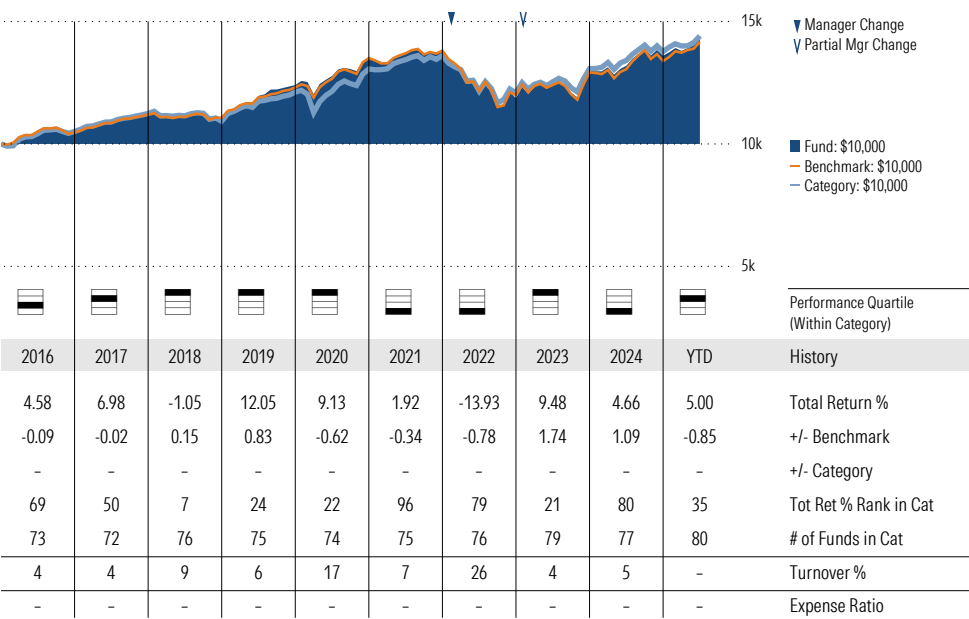 15k
10k
5k
Manager Change
Partial Mgr Change
Fund: $10,000
Benchmark: $10,000
Category: $10,000
Performance Quartile
(Within Category)
2016 2017 2018 2019 2020 2021 2022 2023 2024 YTD History
4.58 6.98 -1.05 12.05 9.13 1.92 -13.93 9.48 4.66 5.00 Total Return %
-0.09 -0.02 0.15 0.83 -0.62 -0.34 -0.78 1.74 1.09 -0.85 +/- Benchmark
– – – – – – – – – – +/- Category
69 50 7 24 22 96 79 21 80 35 Tot Ret % Rank in Cat
73 72 76 75 74 75 76 79 77 80 # of Funds in Cat
4 4 9 6 17 7 26 4 5 – Turnover %
– – – – – – – – – – Expense Ratio